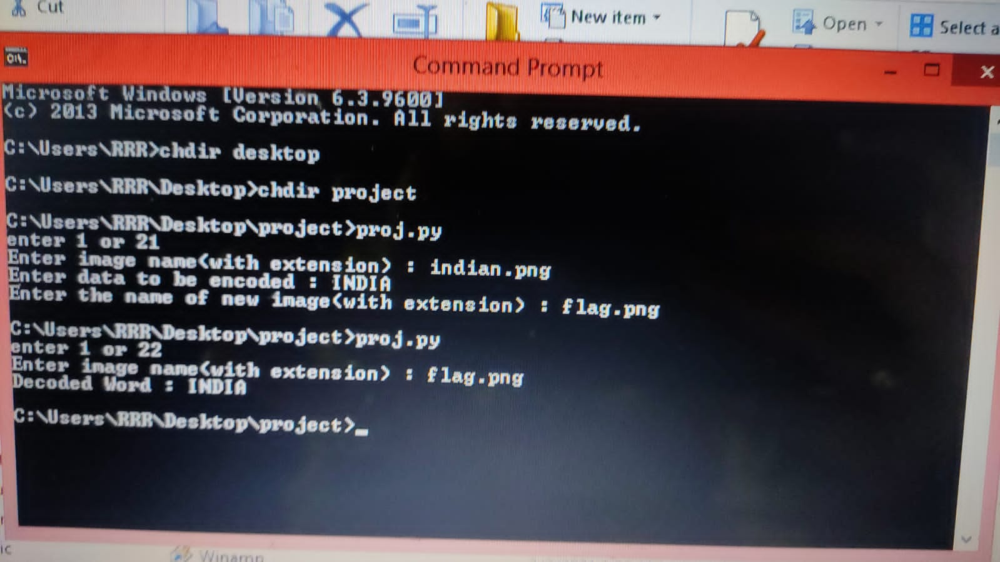 Cut
New item
Open
Select a
Command Prompt
Microsoft Windows [Version 6.3.9600]
(c) 2013 Microsoft Corporation. All rights reserved.
C:\Users\RRR>chdir desktop
C:\Users\RRR\Desktop>chdir project
C:\Users\RRR\Desktop\project>proj.py
enter 1 or 21
Enter image name(with extension) : indian.png
Enter data to be encoded : INDIA
Enter the name of new image(with extension) : flag.png
C:\Users\RRR\Desktop\project>proj.py
enter 1 or 22
Enter image name(with extension) : flag.png
Decoded Word : INDIA
C:\Users\RRR\Desktop\project>_
ic
Winamp